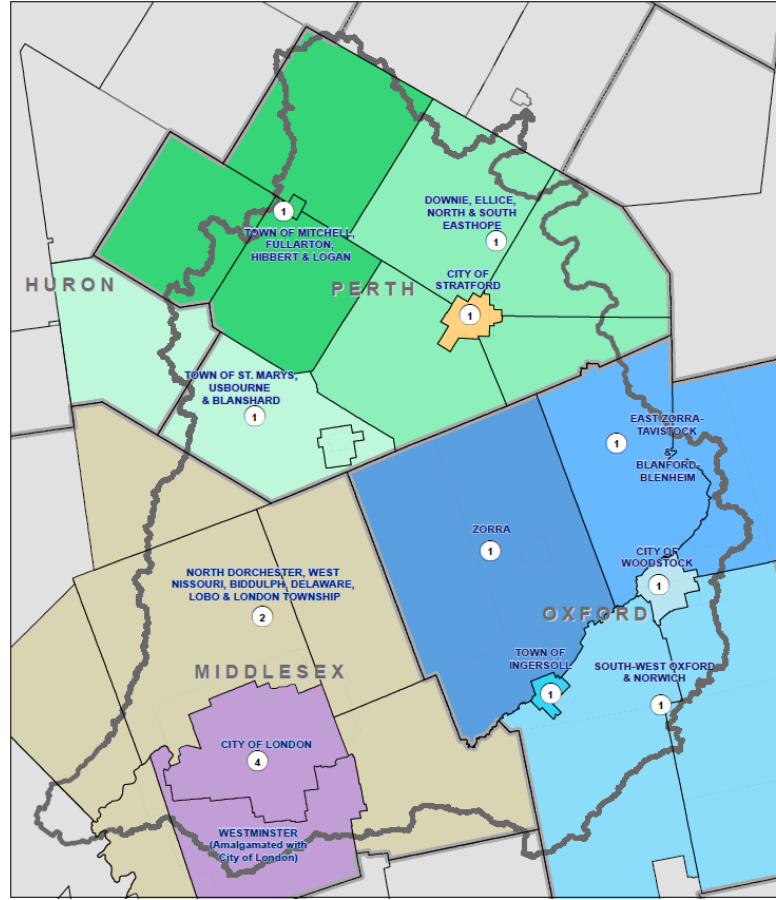 DOWNIE, ELLICE,
NORTH & SOUTH
EASTHOPE
1
1
TOWN OF MITCHELL,
FULLARTON,
HIBBERT & LOGAN
HURON
PERTH
CITY OF
STRATFORD
1
TOWN OF ST. MARYS,
USBOURNE
& BLANSHARD
1
EAST ZORRA-
TAVISTOCK
1
&
BLANFORD-
BLENHEIM
ZORRA
1
CITY OF
WOODSTOCK
1
NORTH DORCHESTER, WEST
NISSOURI, BIDDULPH, DELAWARE,
LOBO & LONDON TOWNSHIP
2
OXFORD
MIDDLESEX
TOWN OF
INGERSOLL
1
SOUTH-WEST OXFORD
& NORWICH
1
CITY OF LONDON
4
WESTMINSTER
(Amalgamated with
City of London)